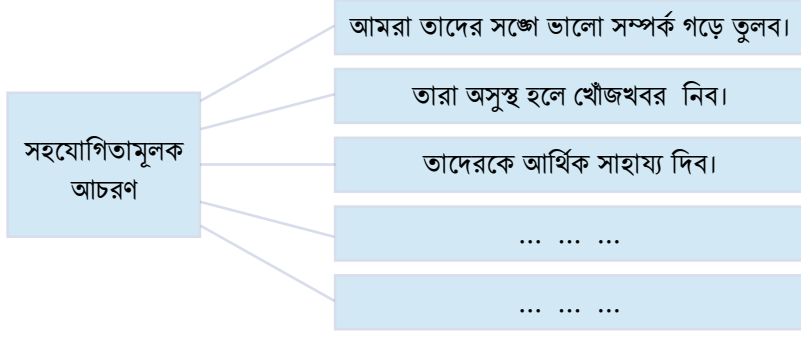 আমরা তাদের সঙ্গে ভালো সম্পর্ক গড়ে তুলব।
তারা অসুস্থ হলে খোঁজখবর নিব।
সহযোগিতামূলক
আচরণ
তাদেরকে আর্থিক সাহায্য দিব।
... ... ...
... ... ...